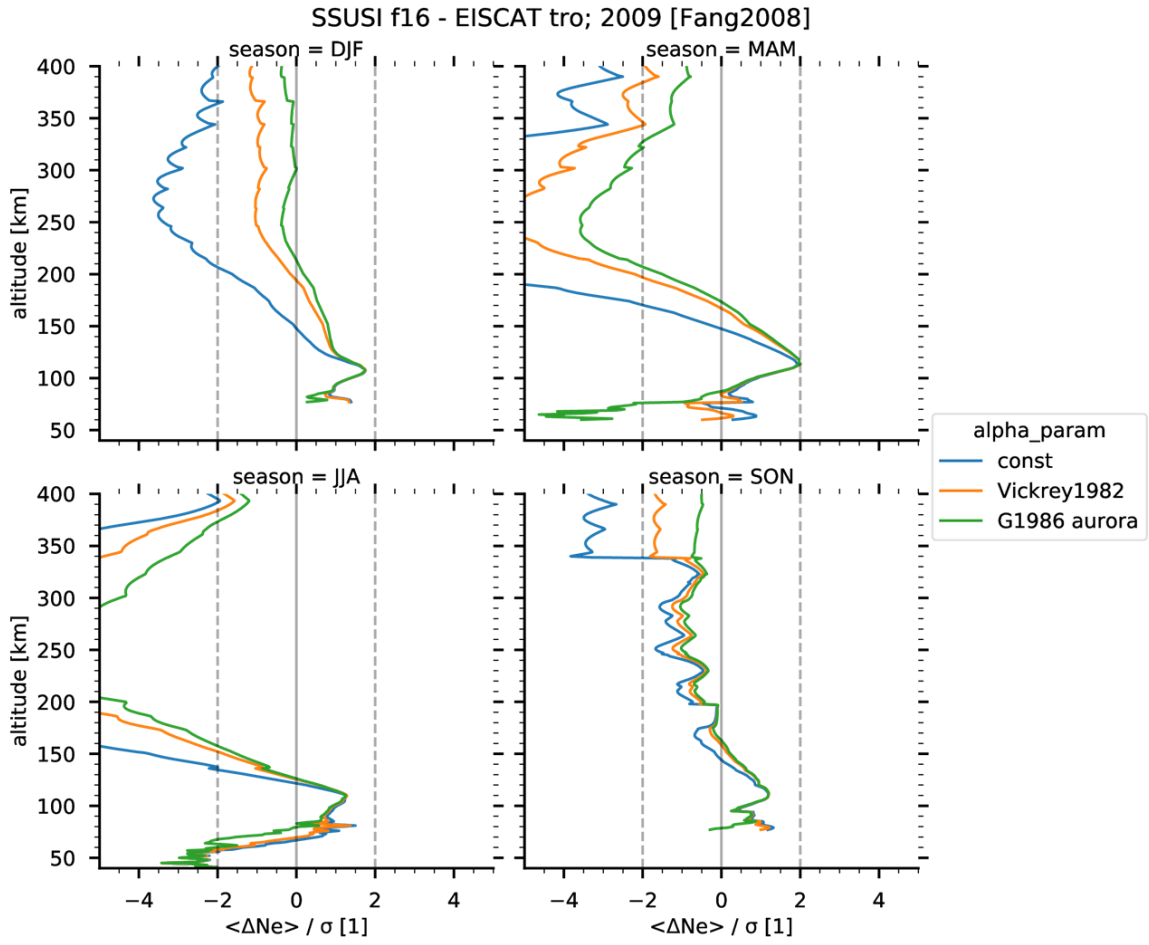 SSUSI f16 - EISCAT tro; 2009 [Fang2008]
season = DJF
season = MAM
400
350
300
250
200
150
100
50
altitude [km]
season = JJA
season = SON
400
350
300
250
200
150
100
50
altitude [km]
−4 −2 0 2 4
<ΔNe> / σ [1]
−4 −2 0 2 4
<ΔNe> / σ [1]
alpha_param
const
Vickrey1982
G1986 aurora